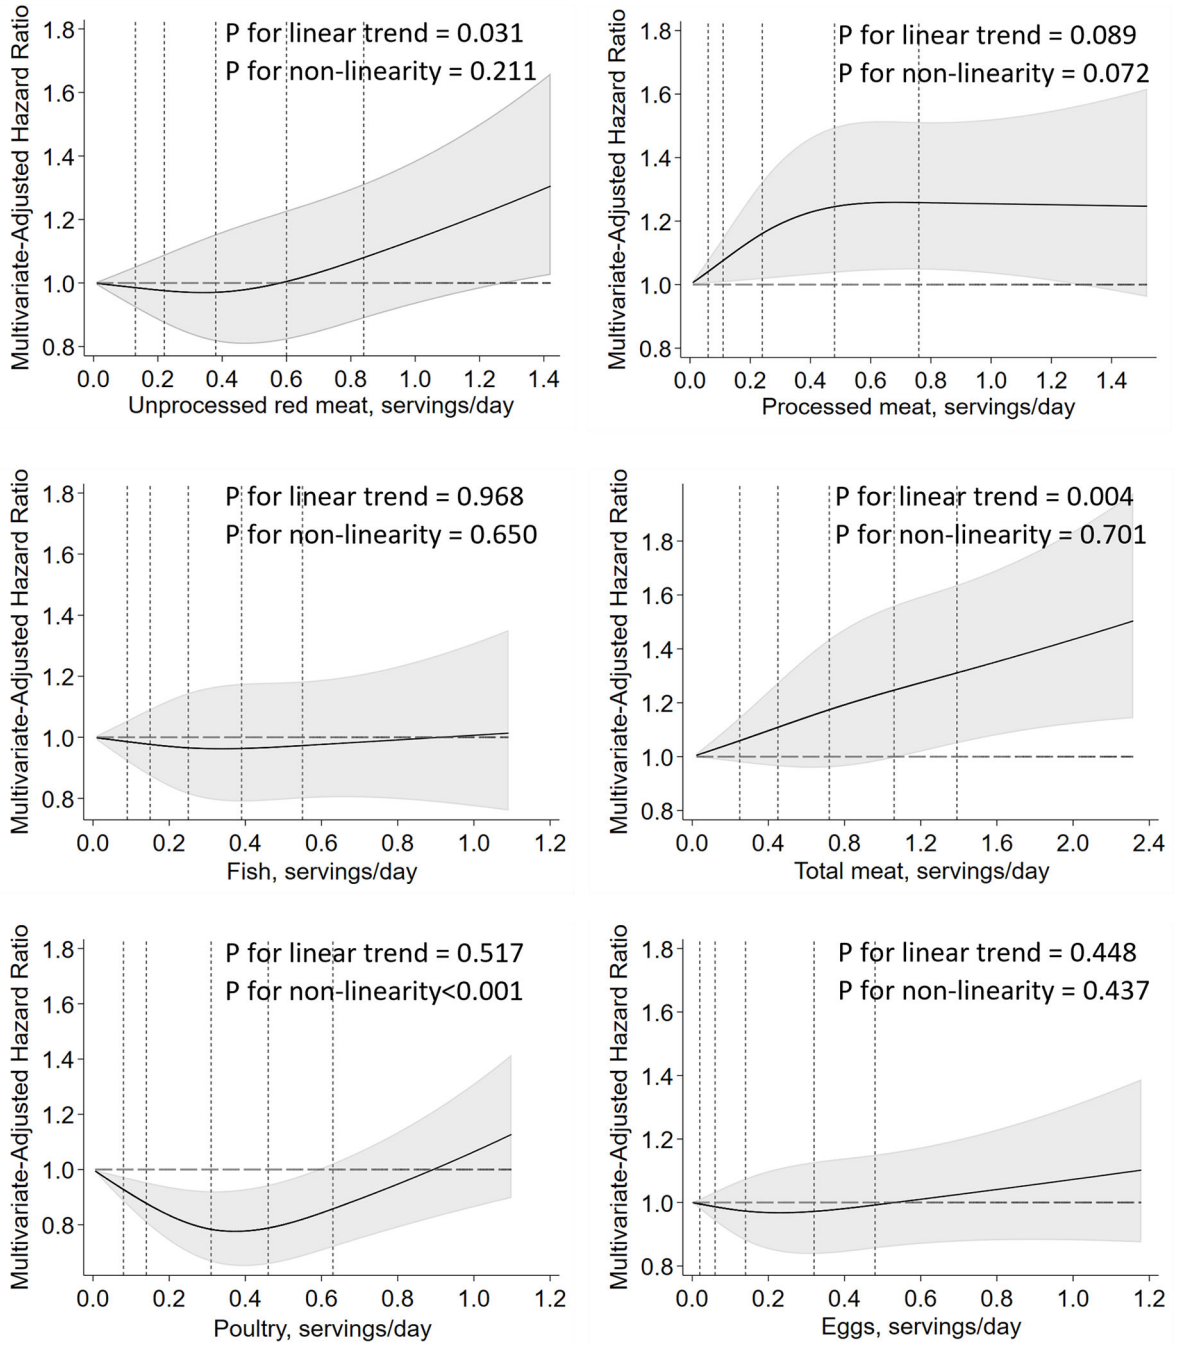 P for linear trend = 0.031
P for non-linearity = 0.211
Multivariate-Adjusted Hazard Ratio
1.8
1.6
1.4
1.2
1.0
0.8
0.0 0.2 0.4 0.6 0.8 1.0 1.2 1.4
Unprocessed red meat, servings/day
P for linear trend = 0.089
P for non-linearity = 0.072
Multivariate-Adjusted Hazard Ratio
1.8
1.6
1.4
1.2
1.0
0.8
0.0 0.2 0.4 0.6 0.8 1.0 1.2 1.4
Processed meat, servings/day
P for linear trend = 0.968
P for non-linearity = 0.650
Multivariate-Adjusted Hazard Ratio
1.8
1.6
1.4
1.2
1.0
0.8
0.0 0.2 0.4 0.6 0.8 1.0 1.2
Fish, servings/day
P for linear trend = 0.004
P for non-linearity = 0.701
Multivariate-Adjusted Hazard Ratio
1.8
1.6
1.4
1.2
1.0
0.8
0.0 0.4 0.8 1.2 1.6 2.0 2.4
Total meat, servings/day
P for linear trend = 0.517
P for non-linearity<0.001
Multivariate-Adjusted Hazard Ratio
1.8
1.6
1.4
1.2
1.0
0.8
0.0 0.2 0.4 0.6 0.8 1.0 1.2
Poultry, servings/day
P for linear trend = 0.448
P for non-linearity = 0.437
Multivariate-Adjusted Hazard Ratio
1.8
1.6
1.4
1.2
1.0
0.8
0.0 0.2 0.4 0.6 0.8 1.0 1.2
Eggs, servings/day